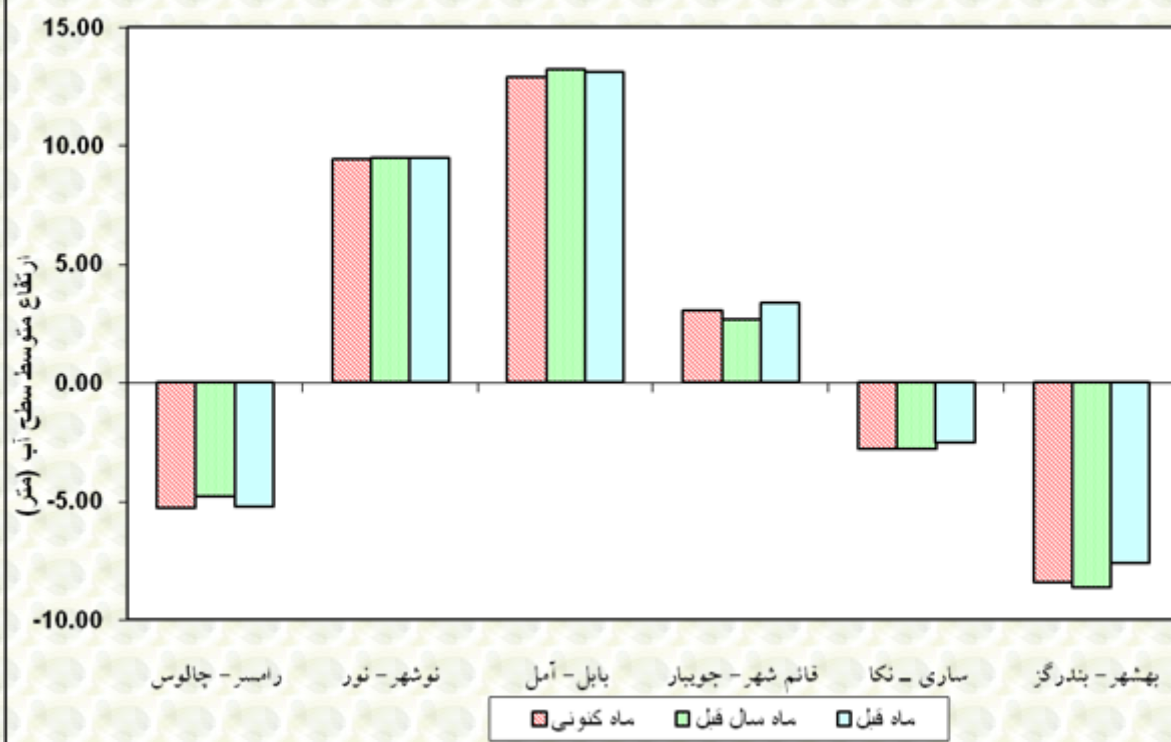 15.00
10.00
5.00
0.00
-5.00
-10.00
ارتفاع متوسط سطح آب (متر)
رامسر- چالوس
نوشهر- نور
بابل- آمل
قائم شهر- جویبار
ساری – نکا
بهشهر- بندرگز
ماه کنونی
ماه سال قبل
ماه قبل